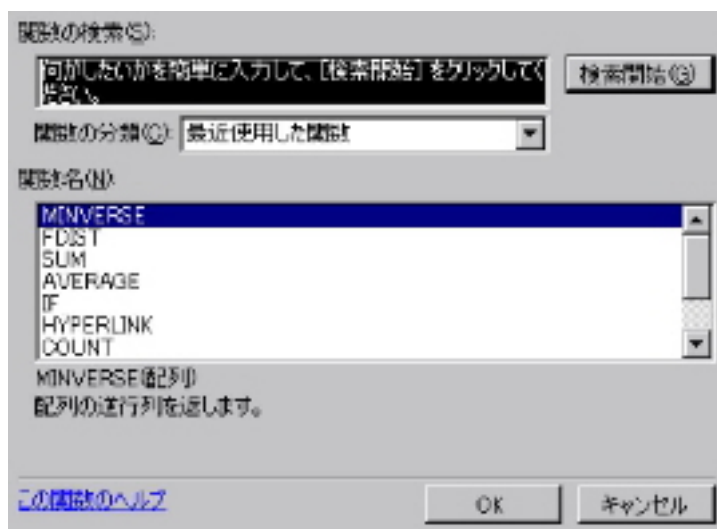 関数の検索(S):
何がしたいかを簡単に入力して、[検索開始] をクリックしてく
ださい。
検索開始(G)
関数の分類(C): 最近使用した関数
関数名(N):
MINVERSE
FDIST
SUM
AVERAGE
IF
HYPERLINK
COUNT
MINVERSE(配列)
配列の逆行列を返します。
この関数のヘルプ
OK
キャンセル